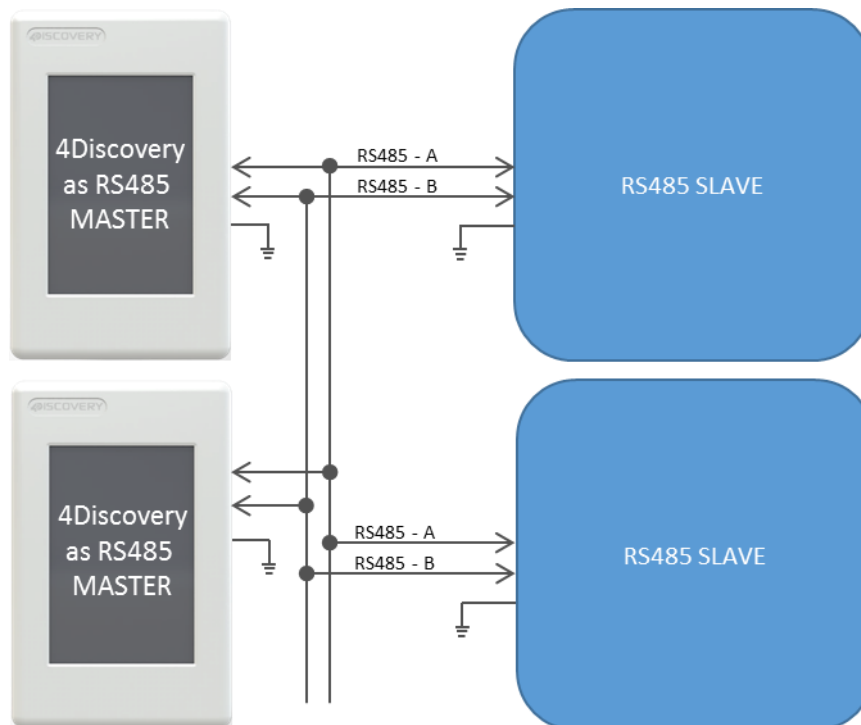 4DISCOVERY
4Discovery
as RS485
MASTER
RS485 - A
RS485 - B
RS485 SLAVE
4DISCOVERY
4Discovery
as RS485
MASTER
RS485 - A
RS485 - B
RS485 SLAVE